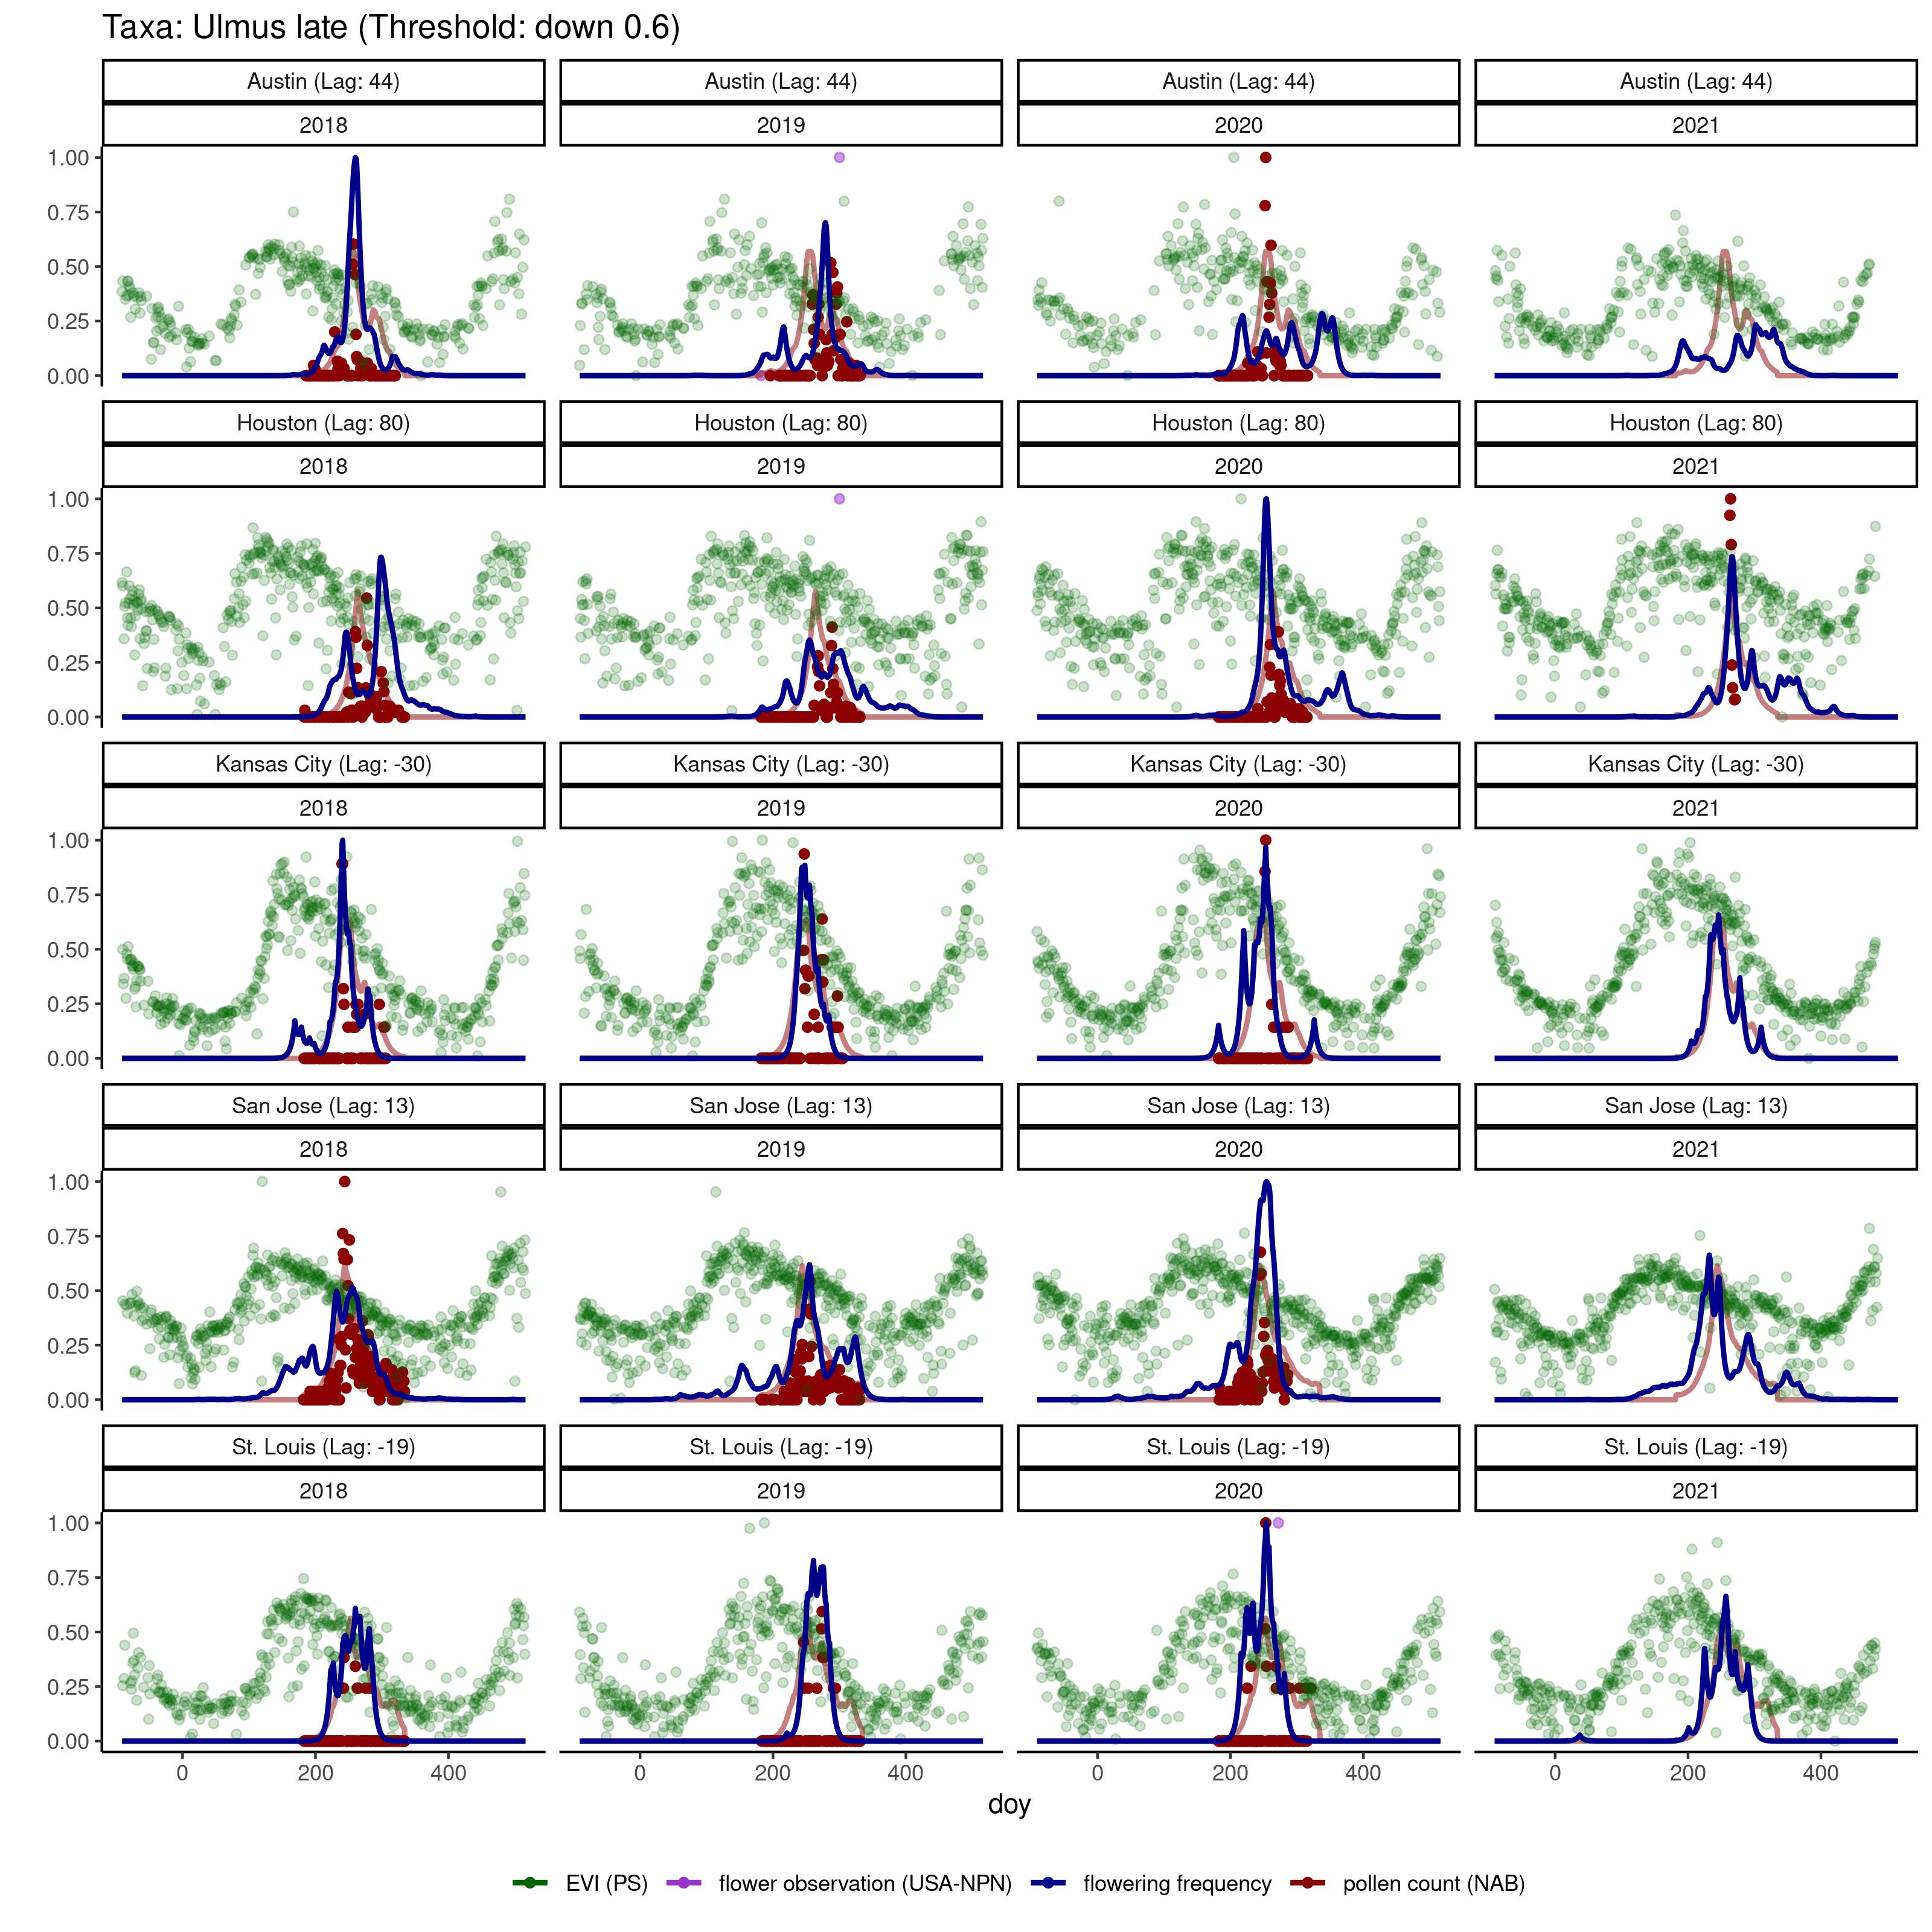 Taxa: Ulmus late (Threshold: down 0.6)
Austin (Lag: 44) Austin (Lag: 44) Austin (Lag: 44) Austin (Lag: 44)
2018 2019 2020 2021
1.00
0.75
0.50
0.25
0.00
Houston (Lag: 80) Houston (Lag: 80) Houston (Lag: 80) Houston (Lag: 80)
2018 2019 2020 2021
1.00
0.75
0.50
0.25
0.00
Kansas City (Lag: -30) Kansas City (Lag: -30) Kansas City (Lag: -30) Kansas City (Lag: -30)
2018 2019 2020 2021
1.00
0.75
0.50
0.25
0.00
San Jose (Lag: 13) San Jose (Lag: 13) San Jose (Lag: 13) San Jose (Lag: 13)
2018 2019 2020 2021
1.00
0.75
0.50
0.25
0.00
St. Louis (Lag: -19) St. Louis (Lag: -19) St. Louis (Lag: -19) St. Louis (Lag: -19)
2018 2019 2020 2021
1.00
0.75
0.50
0.25
0.00
0 200 400 0 200 400 0 200 400 0 200 400
doy
EVI (PS) flower observation (USA-NPN) flowering frequency pollen count (NAB)